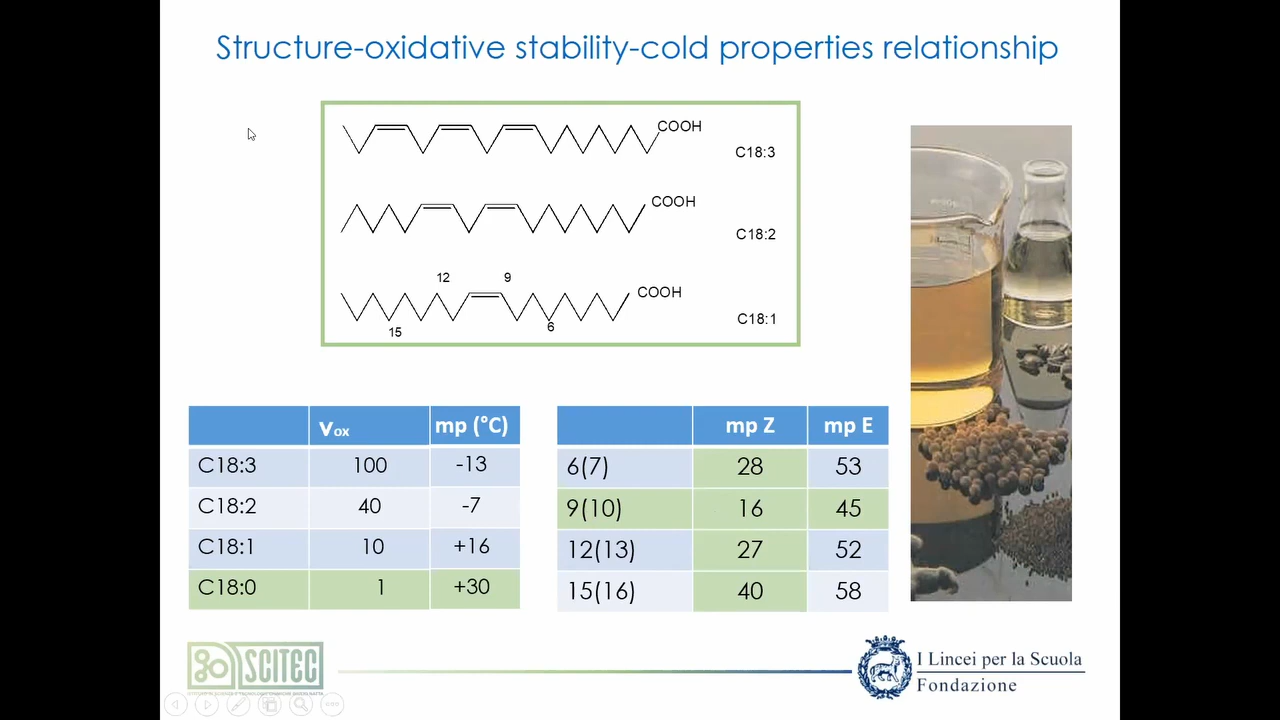 Structure-oxidative stability-cold properties relationship
COOH
C18:3
COOH
C18:2
12 9
COOH
C18:1
15 6
vox mp (°C)
C18:3 100 -13
C18:2 40 -7
C18:1 10 +16
C18:0 1 +30
mp Z mp E
6(7) 28 53
9(10) 16 45
12(13) 27 52
15(16) 40 58
SCITEC
I Lincei per la Scuola
Fondazione